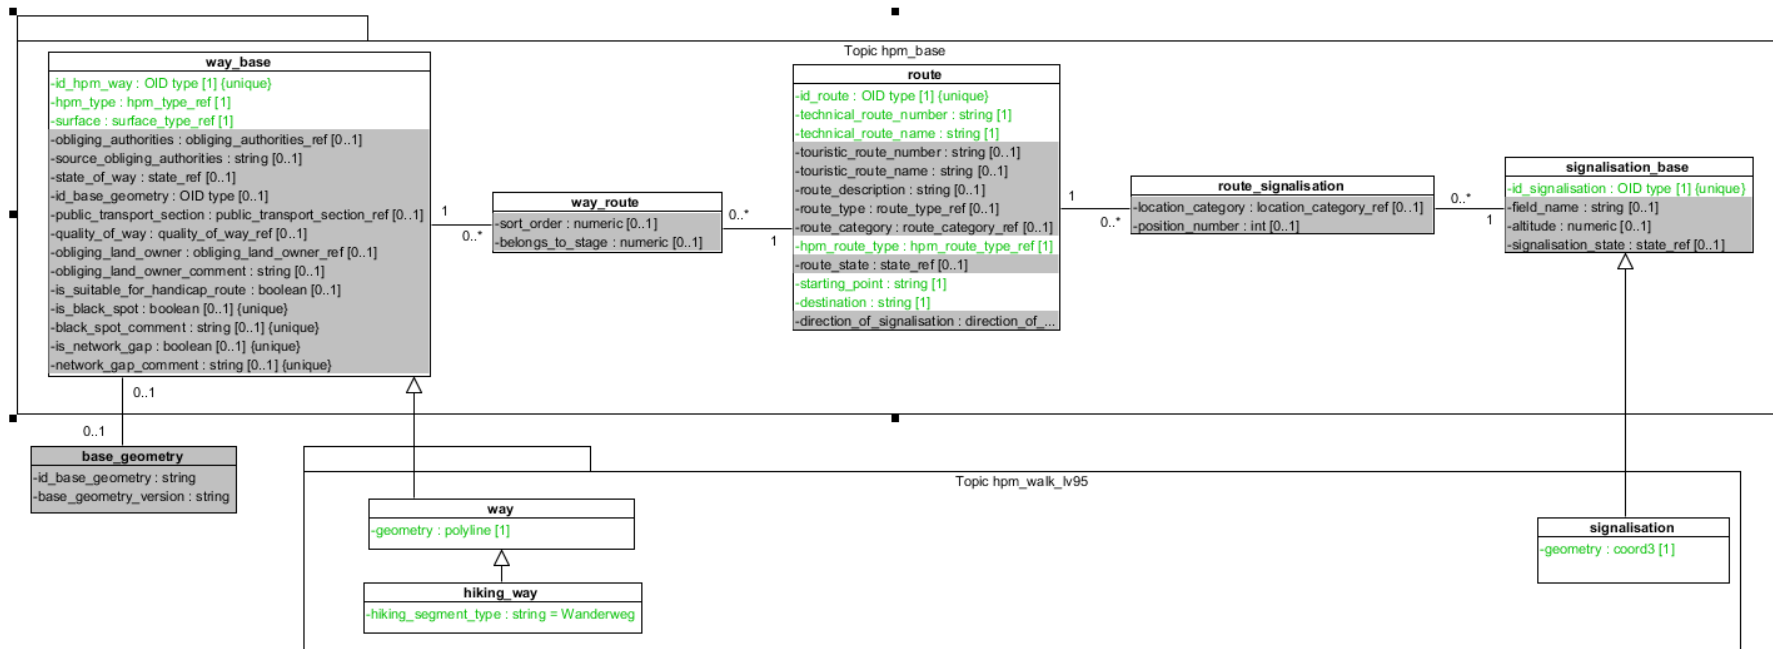 Topic hpm_base
way_base
-id_hpm_way : OID type [1] {unique}
-hpm_type : hpm_type_ref [1]
-surface : surface_type_ref [1]
-obliging_authorities : obliging_authorities_ref [0..1]
-source_obliging_authorities : string [0..1]
-state_of_way : state_ref [0..1]
-id_base_geometry : OID type [0..1]
-public_transport_section : public_transport_section_ref [0..1]
-quality_of_way : quality_of_way_ref [0..1]
-obliging_land_owner : obliging_land_owner_ref [0..1]
-obliging_land_owner_comment : string [0..1]
-is_suitable_for_handicap_route : boolean [0..1]
-is_black_spot : boolean [0..1] {unique}
-black_spot_comment : string [0..1] {unique}
-is_network_gap : boolean [0..1] {unique}
-network_gap_comment : string [0..1] {unique}
1
0..*
way_route
-sort_order : numeric [0..1]
-belongs_to_stage : numeric [0..1]
0..*
1
route
-id_route : OID type [1] {unique}
-technical_route_number : string [1]
-technical_route_name : string [1]
-touristic_route_number : string [0..1]
-touristic_route_name : string [0..1]
-route_description : string [0..1]
-route_type : route_type_ref [0..1]
-route_category : route_category_ref [0..1]
-hpm_route_type : hpm_route_type_ref [1]
-route_state : state_ref [0..1]
-starting_point : string [1]
-destination : string [1]
-direction_of_signalisation : direction_of_...
1
0..*
route_signalisation
-location_category : location_category_ref [0..1]
-position_number : int [0..1]
0..*
1
signalisation_base
-id_signalisation : OID type [1] {unique}
-field_name : string [0..1]
-altitude : numeric [0..1]
-signalisation_state : state_ref [0..1]
0..1
0..1
base_geometry
-id_base_geometry : string
-base_geometry_version : string
Topic hpm_walk_lv95
way
-geometry : polyline [1]
hiking_way
-hiking_segment_type : string = Wanderweg
signalisation
-geometry : coord3 [1]